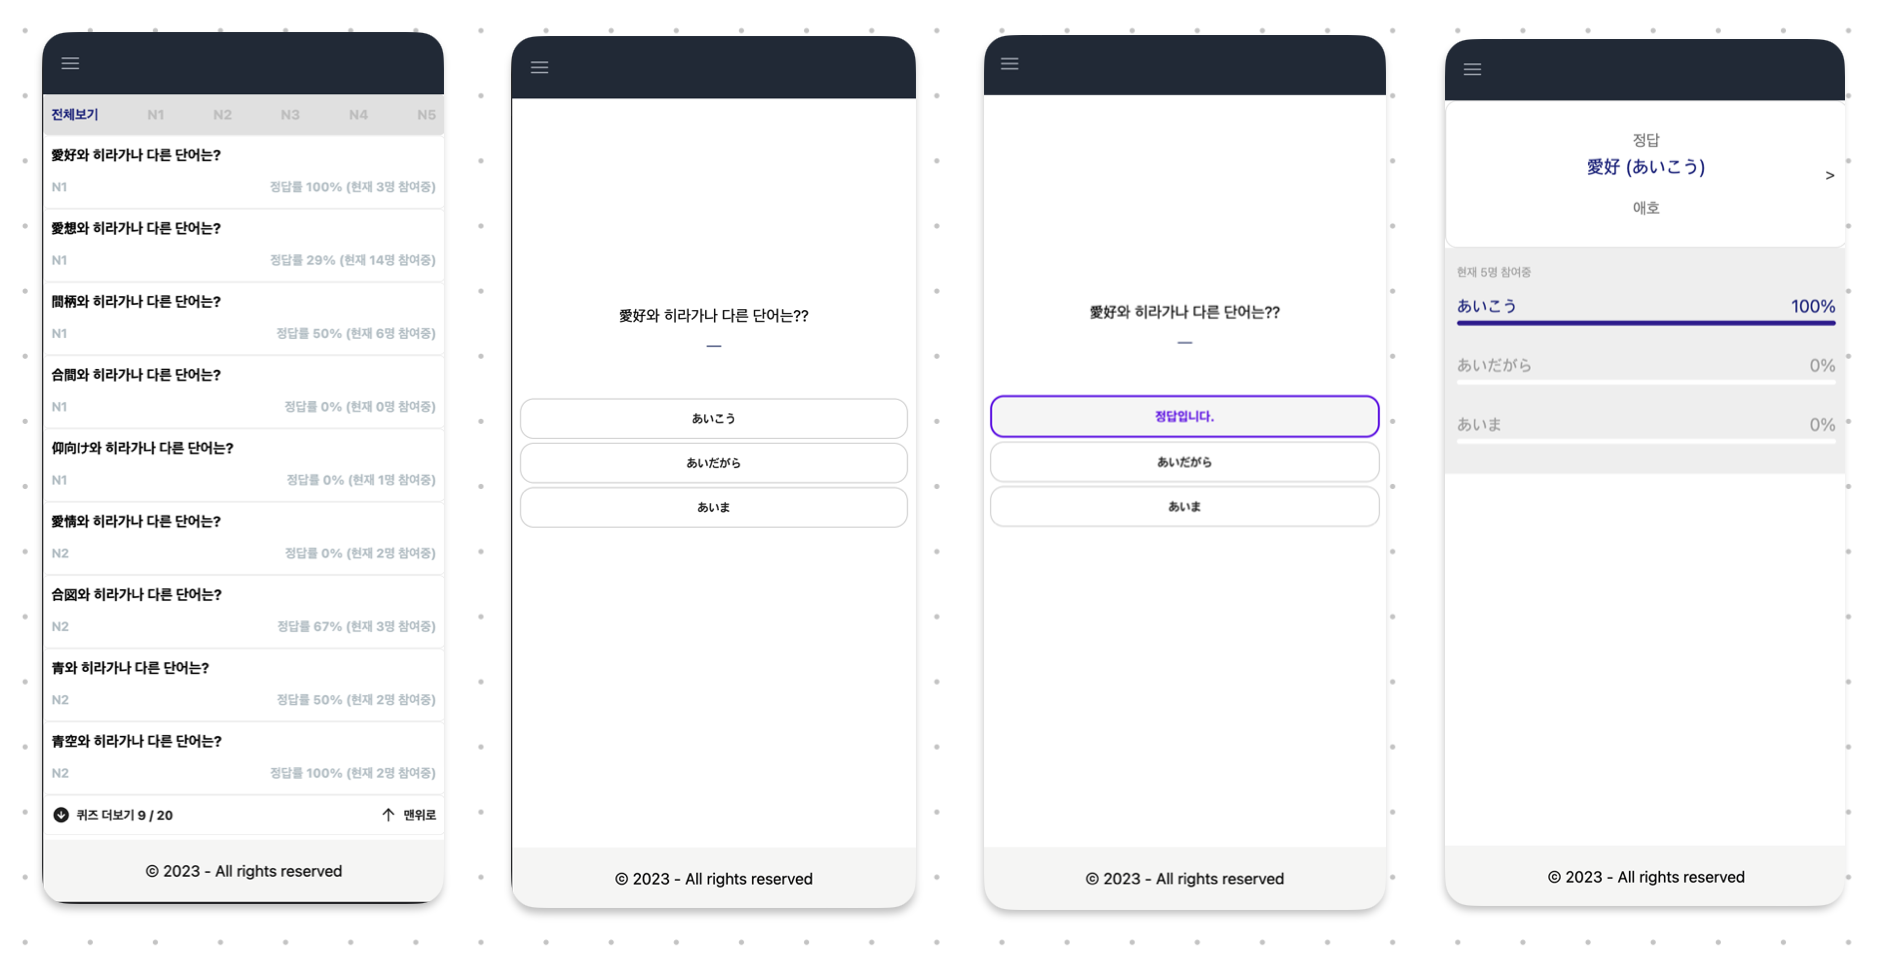 전체보기 N1 N2 N3 N4 N5
愛好와 히라가나 다른 단어는?
N1 정답률 100% (현재 3명 참여중)
愛想와 히라가나 다른 단어는?
N1 정답률 29% (현재 14명 참여중)
間柄와 히라가나 다른 단어는?
N1 정답률 50% (현재 6명 참여중)
合間와 히라가나 다른 단어는?
N1 정답률 0% (현재 0명 참여중)
仰向け와 히라가나 다른 단어는?
N1 정답률 0% (현재 1명 참여중)
愛情와 히라가나 다른 단어는?
N2 정답률 0% (현재 2명 참여중)
合図와 히라가나 다른 단어는?
N2 정답률 67% (현재 3명 참여중)
青와 히라가나 다른 단어는?
N2 정답률 50% (현재 2명 참여중)
青空와 히라가나 다른 단어는?
N2 정답률 100% (현재 2명 참여중)
퀴즈 더보기 9 / 20 맨위로
© 2023 - All rights reserved
愛好와 히라가나 다른 단어는??
あいこう
あいだがら
あいま
© 2023 - All rights reserved
愛好와 히라가나 다른 단어는??
정답입니다.
あいだがら
あいま
© 2023 - All rights reserved
정답
愛好 (あいこう)
>
애호
현재 5명 참여중
あいこう 100%
あいだがら 0%
あいま 0%
© 2023 - All rights reserved